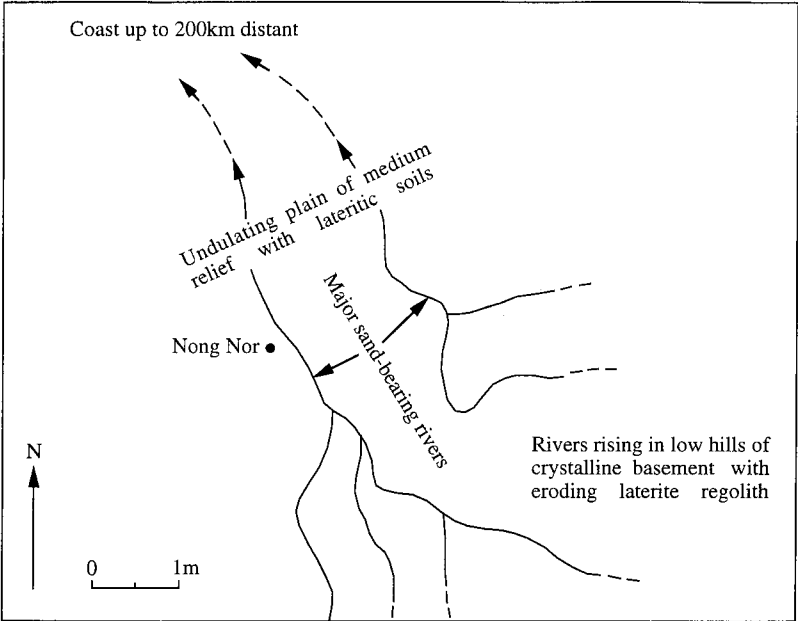 Coast up to 200km distant
Undulating plain of medium
relief with lateritic soils
Major sand-bearing rivers
Nong Nor
Rivers rising in low hills of
crystalline basement with
eroding laterite regolith
N
0 1m